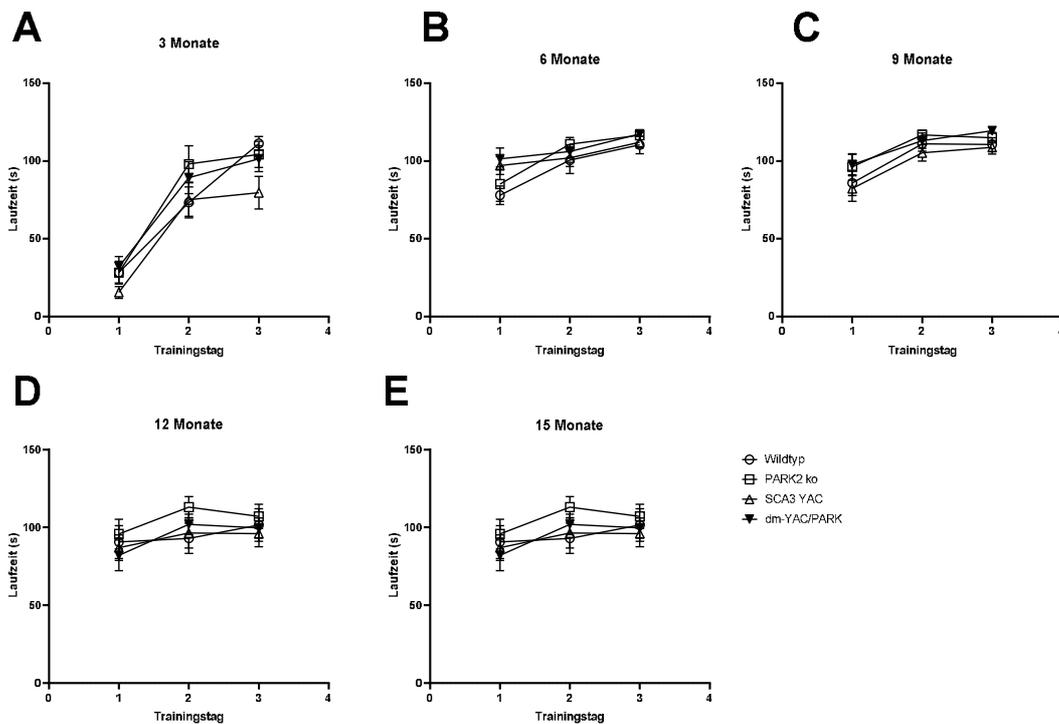 A
3 Monate
150
100
50
0
Laufzeit (s)
0 1 2 3 4
Trainingstag
B
6 Monate
150
100
50
0
Laufzeit (s)
0 1 2 3 4
Trainingstag
C
9 Monate
150
100
50
0
Laufzeit (s)
0 1 2 3 4
Trainingstag
D
12 Monate
150
100
50
0
Laufzeit (s)
0 1 2 3 4
Trainingstag
E
15 Monate
150
100
50
0
Laufzeit (s)
0 1 2 3 4
Trainingstag
Wildtyp
PARK2 ko
SCA3 YAC
dm-YAC/PARK